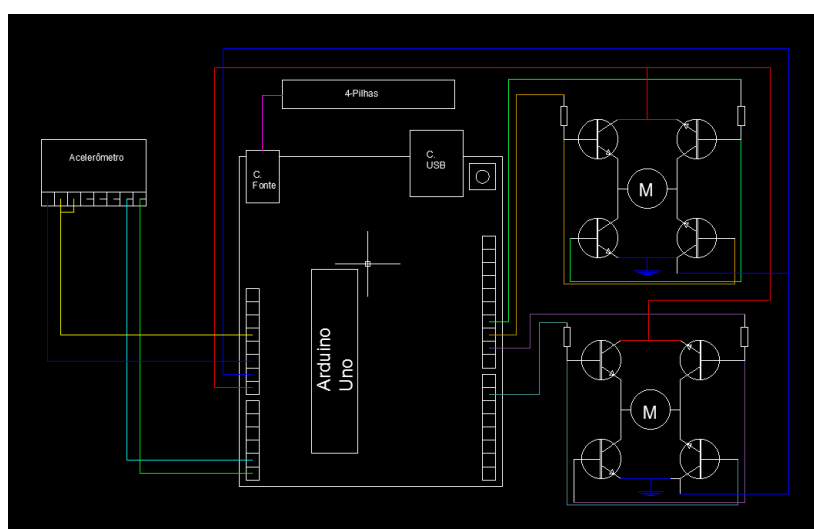 4-Pilhas
Acelerômetro
C.
USB
C.
Fonte
M
Arduino
Uno
M